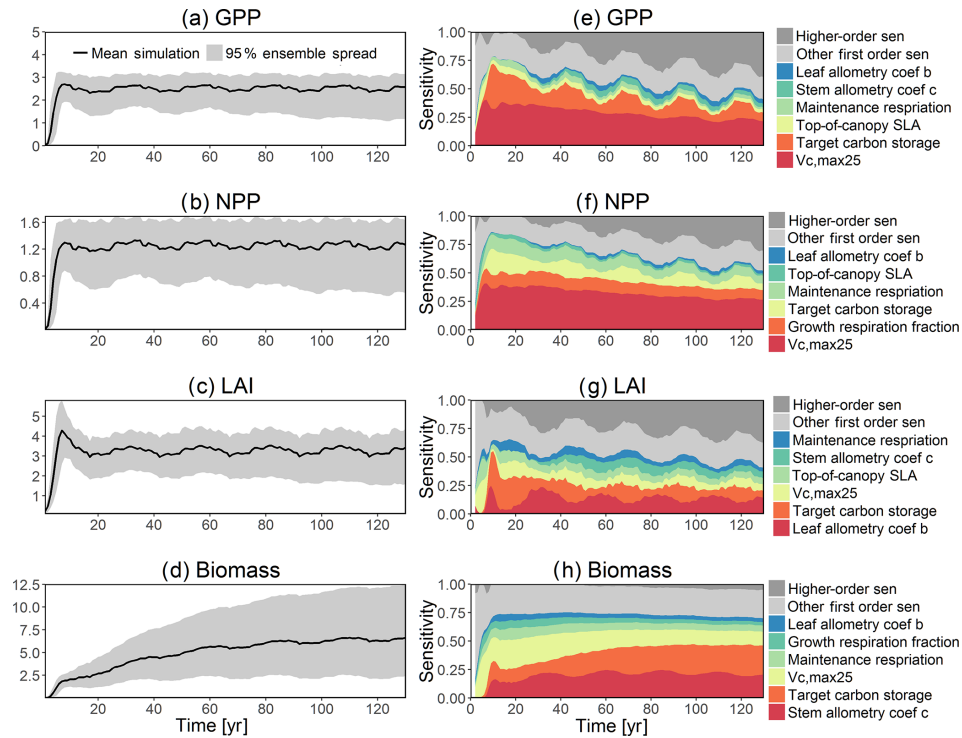 (a) GPP
5
4
3
2
1
0
Mean simulation
95 % ensemble spread
20 40 60 80 100 120
(e) GPP
Sensitivity
1.00
0.75
0.50
0.25
0.00
0 20 40 60 80 100 120
Higher-order sen
Other first order sen
Leaf allometry coef b
Stem allometry coef c
Maintenance respriation
Top-of-canopy SLA
Target carbon storage
Vc,max25
(b) NPP
1.6
1.2
0.8
0.4
20 40 60 80 100 120
(f) NPP
Sensitivity
1.00
0.75
0.50
0.25
0.00
0 20 40 60 80 100 120
Higher-order sen
Other first order sen
Leaf allometry coef b
Top-of-canopy SLA
Maintenance respriation
Target carbon storage
Growth respiration fraction
Vc,max25
(c) LAI
5
4
3
2
1
20 40 60 80 100 120
(g) LAI
Sensitivity
1.00
0.75
0.50
0.25
0.00
0 20 40 60 80 100 120
Higher-order sen
Other first order sen
Maintenance respriation
Stem allometry coef c
Top-of-canopy SLA
Vc,max25
Target carbon storage
Leaf allometry coef b
(d) Biomass
12.5
10.0
7.5
5.0
2.5
0.0
20 40 60 80 100 120
Time [yr]
(h) Biomass
Sensitivity
1.00
0.75
0.50
0.25
0.00
0 20 40 60 80 100 120
Time [yr]
Higher-order sen
Other first order sen
Leaf allometry coef b
Growth respiration fraction
Maintenance respriation
Vc,max25
Target carbon storage
Stem allometry coef c